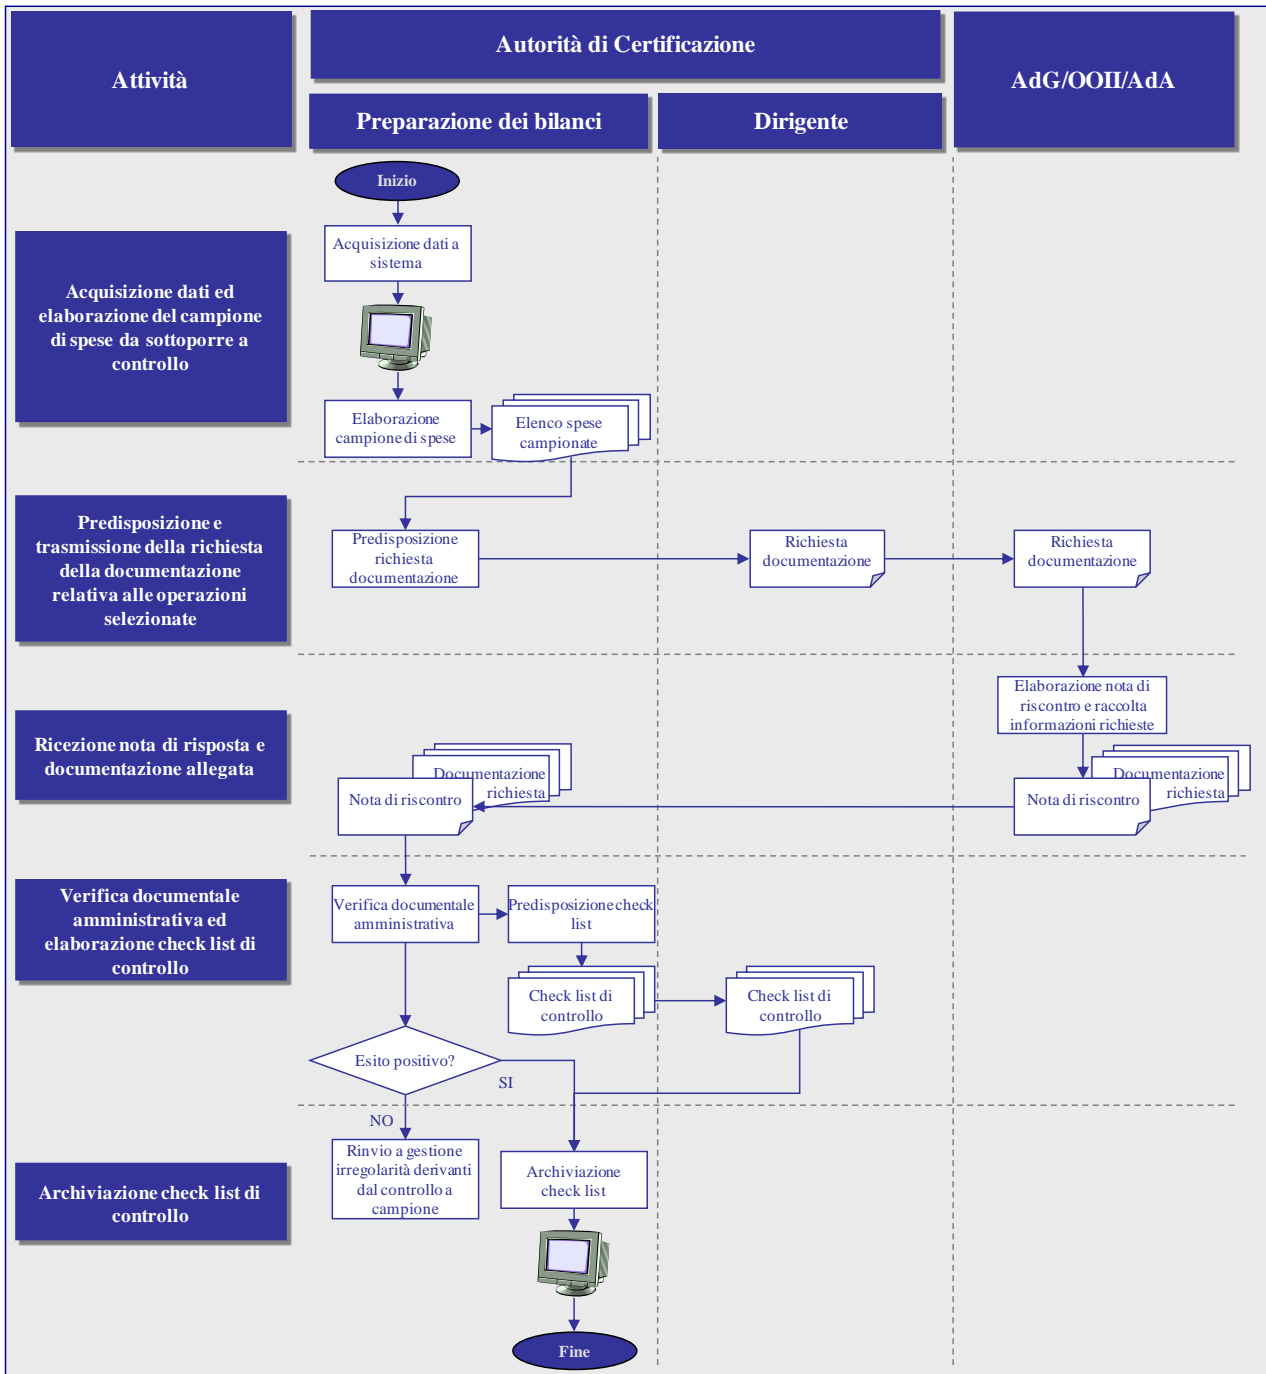 Attività
Autorità di Certificazione
AdG/OOII/AdA
Preparazione dei bilanci
Dirigente
Inizio
Acquisizione dati ed
elaborazione del campione
di spese da sottoporre a
controllo
Acquisizione dati a
sistema
Elaborazione
campione di spese
Elenco spese
campionate
Predisposizione e
trasmissione della richiesta
della documentazione
relativa alle operazioni
selezionate
Predisposizione
richiesta
documentazione
Richiesta
documentazione
Richiesta
documentazione
Elaborazione nota di
riscontro e raccolta
informazioni richieste
Ricezione nota di risposta e
documentazione allegata
Documentazione
richiesta
Nota di riscontro
Documentazione
richiesta
Nota di riscontro
Verifica documentale
amministrativa ed
elaborazione check list di
controllo
Verifica documentale
amministrativa
Predisposizione check
list
Check list di
controllo
Check list di
controllo
Esito positivo?
SI
NO
Archiviazione check list di
controllo
Rinvio a gestione
irregolarità derivanti
dal controllo a
campione
Archiviazione
check list
Fine